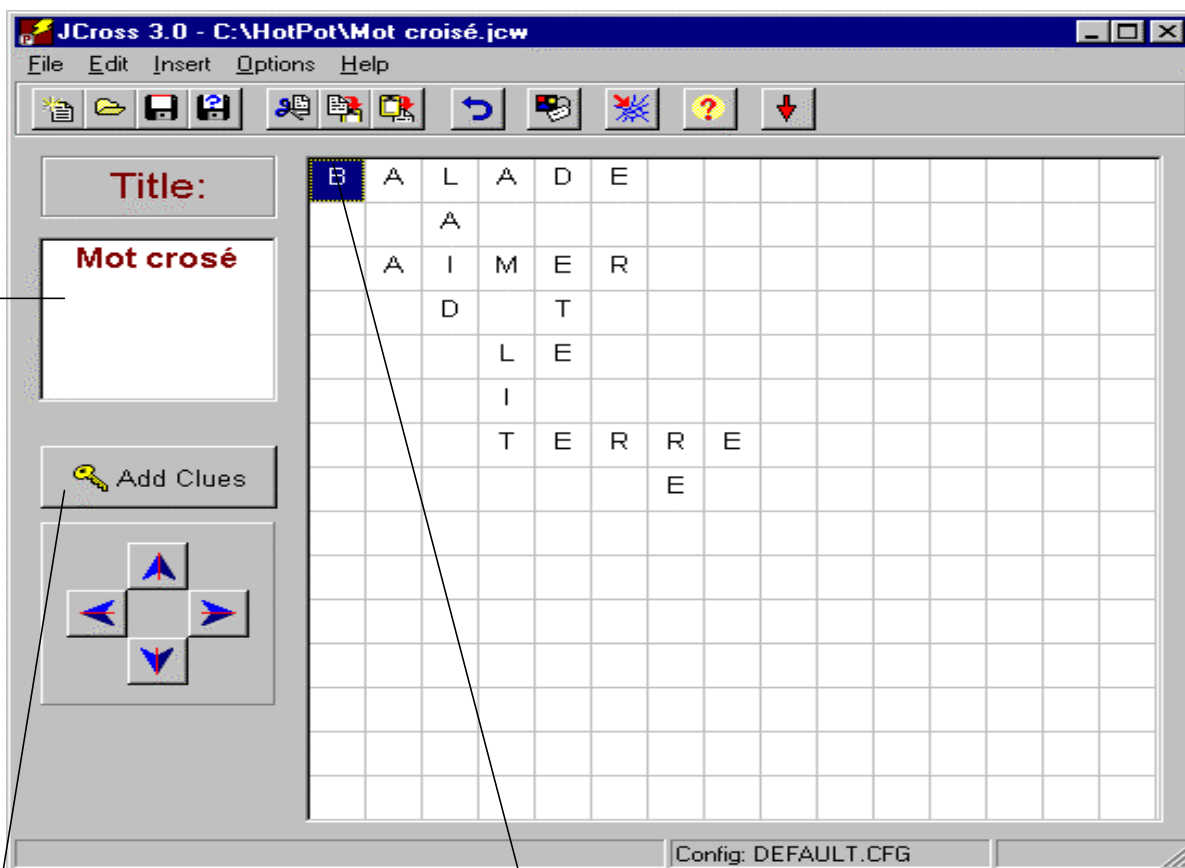 JCross 3.0 - C:\HotPot\Mot croisé.jcw
File Edit Insert Options Help
Title:
Mot crosé
Add Clues
B A L A D E
A
A I M E R
D T
L E
I
T E R R E
E
Config: DEFAULT.CFG